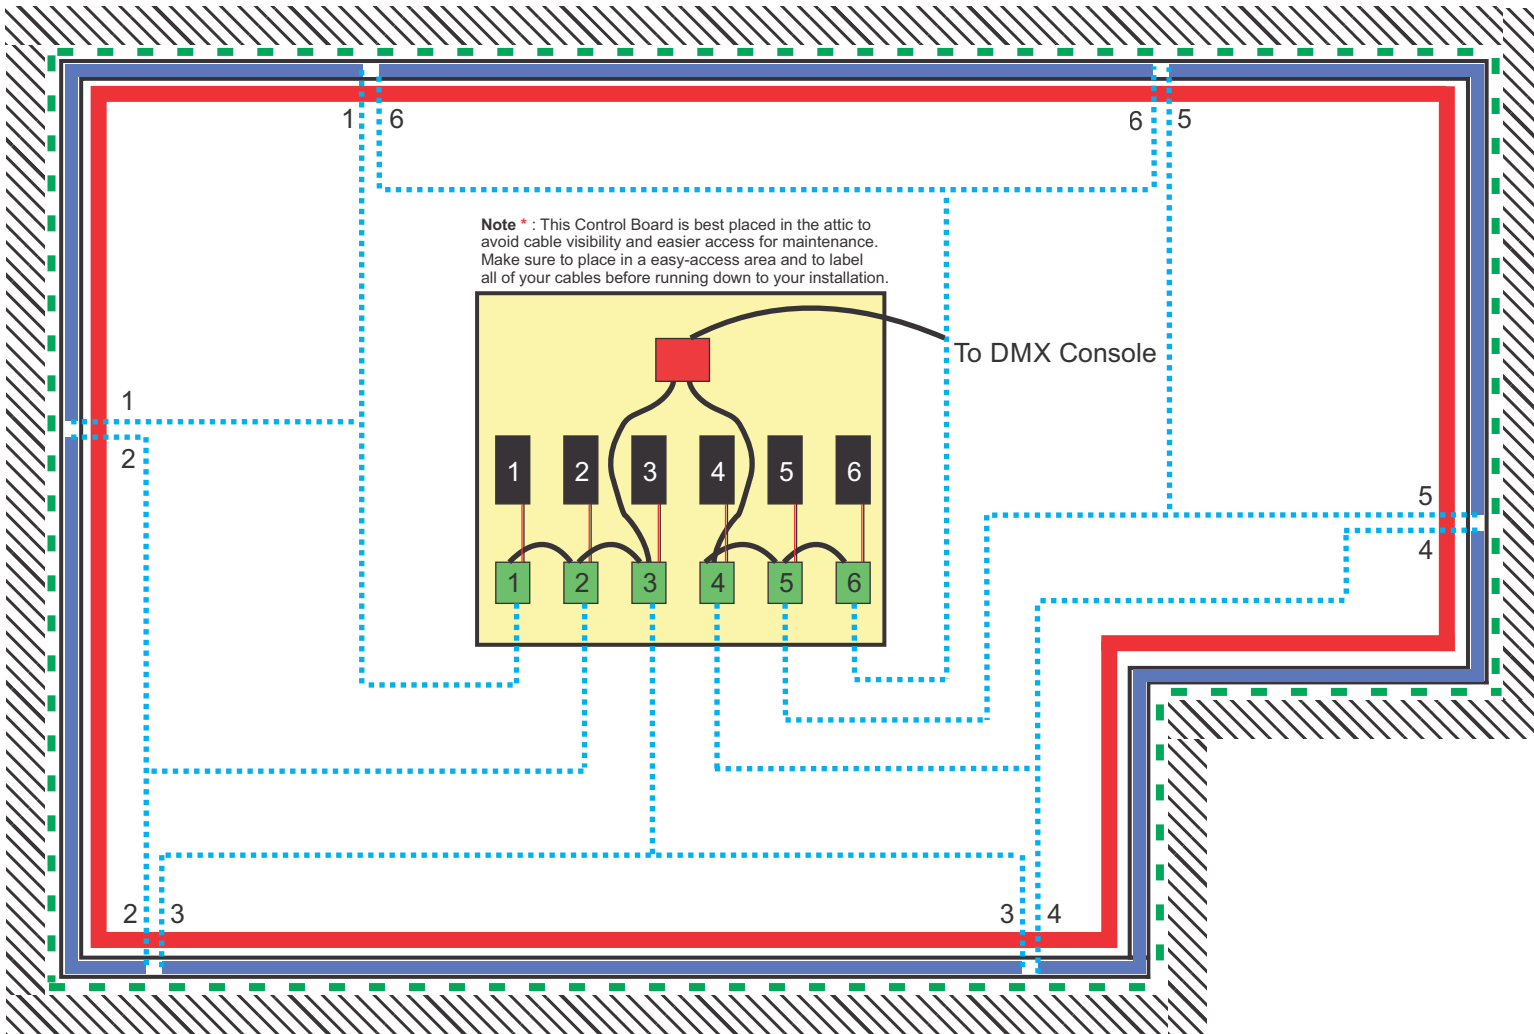 1 6 6 5
Note * : This Control Board is best placed in the attic to
avoid cable visibility and easier access for maintenance.
Make sure to place in a easy-access area and to label
all of your cables before running down to your installation.
To DMX Console
1
2
1 2 3 4 5 6
5
4
1 2 3 4 5 6
2 3 3 4